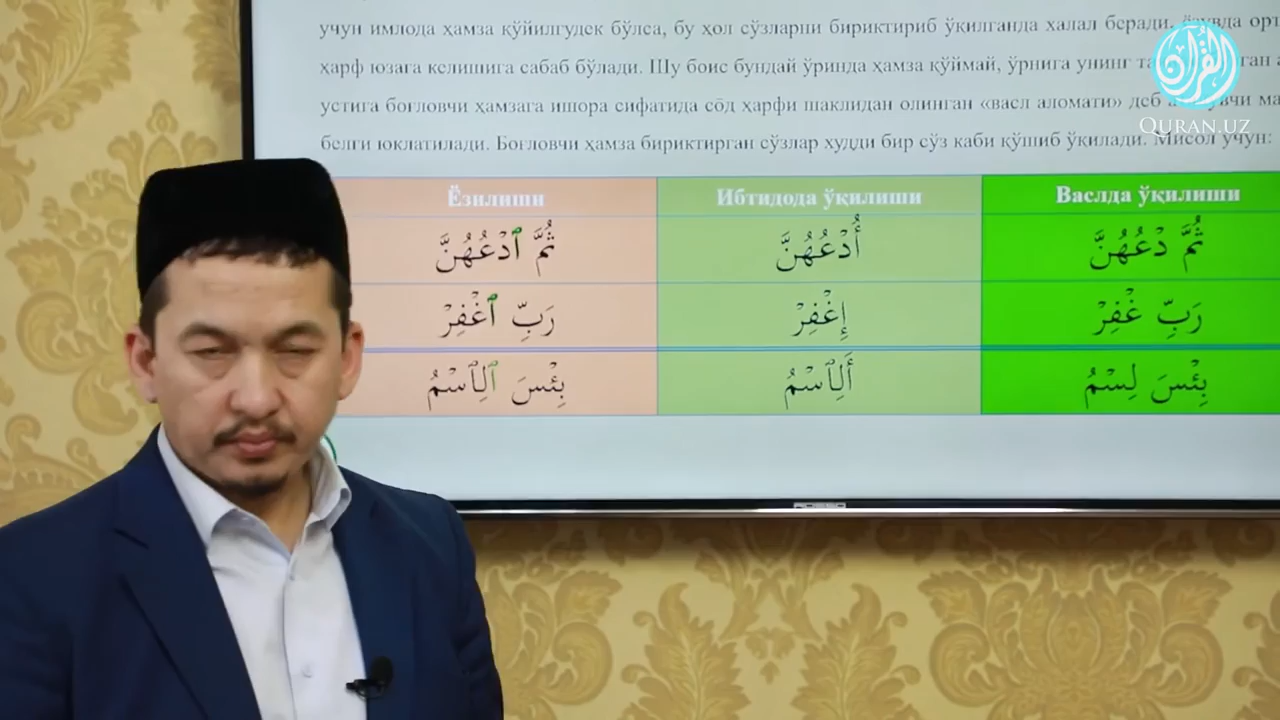 учун имлода ҳамза қўйилгудек бўлса, бу ҳол сўзларни бириктириб ўқилганда халал беради, ёзувда орт
ҳарф юзага келишига сабаб бўлади. Шу боис бундай ўринда ҳамза қўймай, ўрнига унинг
устига боғловчи ҳамзага ишора сифатида сод ҳарфи шаклидан олинган «васл аломати» деб
белги юклатилади. Боғловчи ҳамза бириктирган сўзлар худди бир сўз каби қўшиб ўқилади. Мисол учун:
القرآن
QURAN.UZ
Ёзилиши Ибтидода ўқилиши Васлда ўқилиши
ثُمَّ ٱدْعُهُنَّ أُدْعُهُنَّ ثُمَّ دْعُهُنَّ
رَبِّ ٱغْفِرْ إِغْفِرْ رَبِّ غْفِرْ
بِئْسَ ٱلِٱسْمُ أَلِٱسْمُ بِئْسَ لِسْمُ